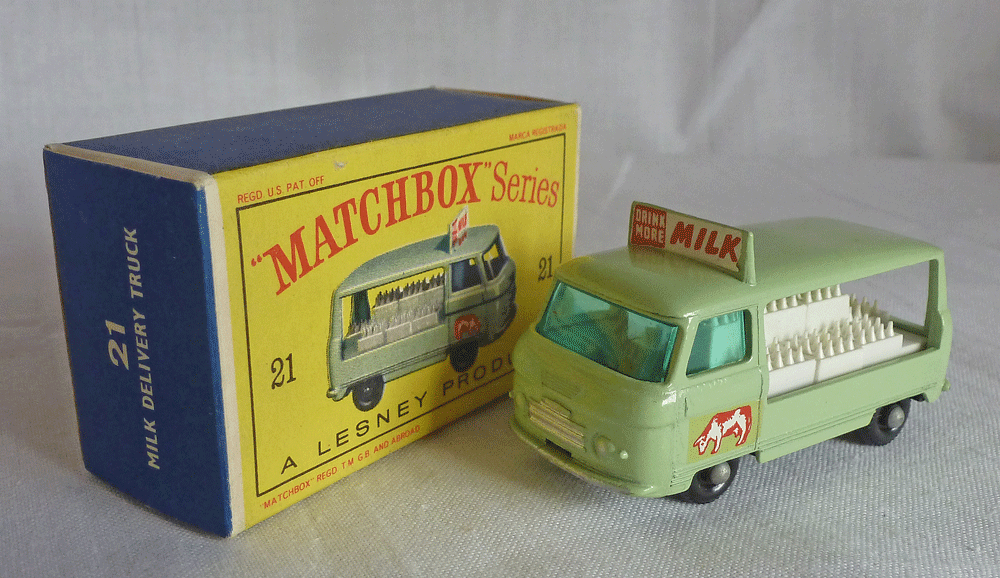 21
MILK DELIVERY TRUCK
REGD. U.S. PAT. OFF
MARCA REGISTRADA
"MATCHBOX" Series
21
21
A LESNEY PRODU
"MATCHBOX" REGD. T.M. G.B. AND ABROAD
DRINK
MORE
MILK